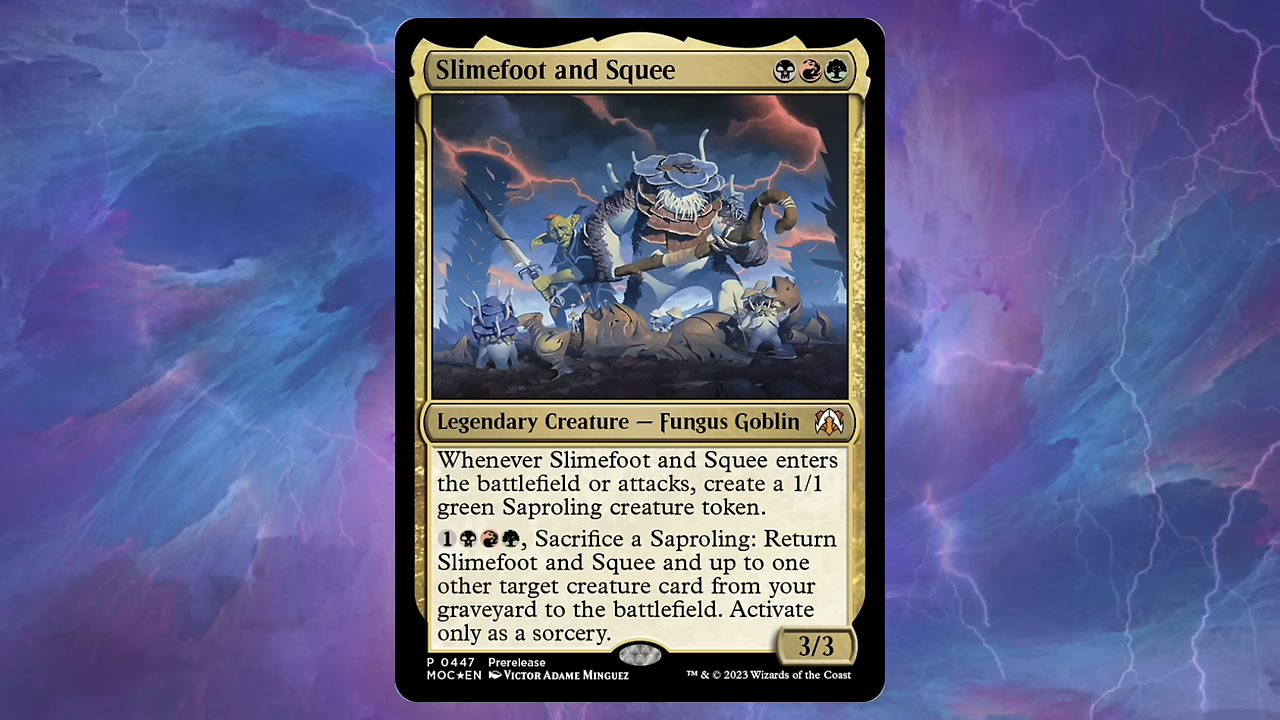 Slimefoot and Squee
Legendary Creature — Fungus Goblin
Whenever Slimefoot and Squee enters
the battlefield or attacks, create a 1/1
green Saproling creature token.
1, Sacrifice a Saproling: Return
Slimefoot and Squee and up to one
other target creature card from your
graveyard to the battlefield. Activate
only as a sorcery.
3/3
P 0447 Prerelease
MOC★EN Victor Adame Minguez
™ & © 2023 Wizards of the Coast